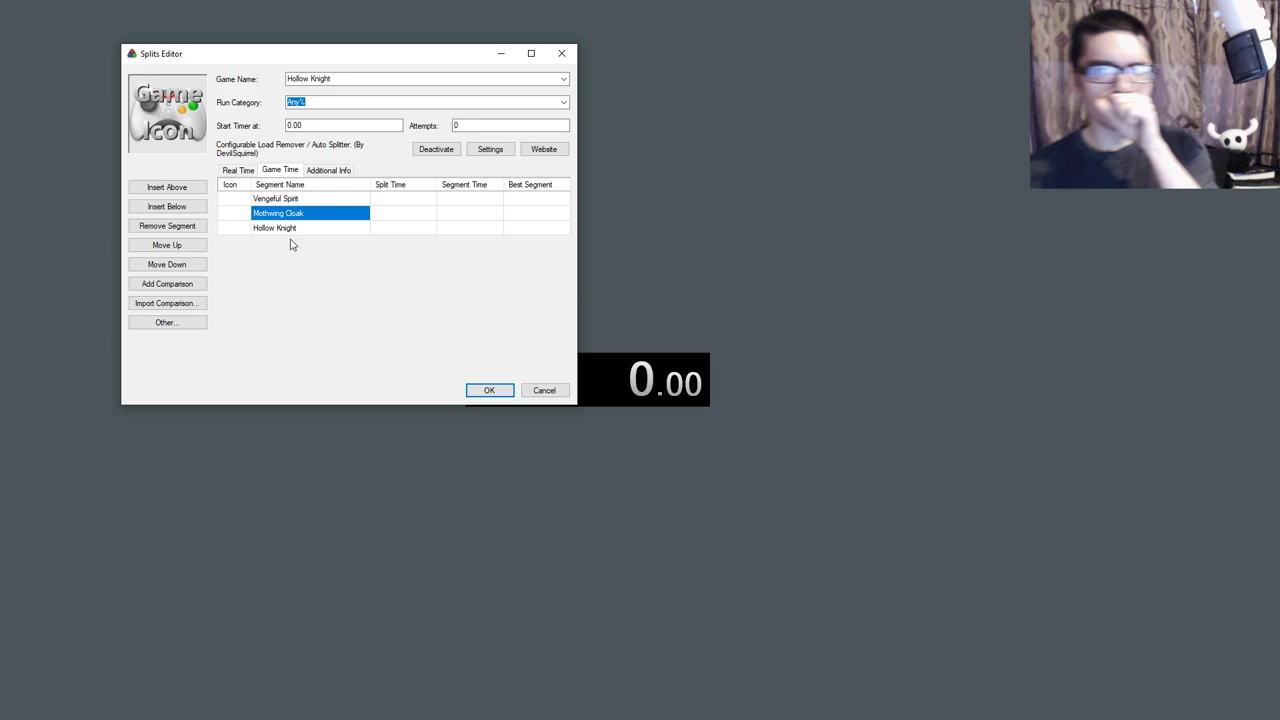 Splits Editor
Game Icon
Game Name: Hollow Knight
Run Category: Any%
Start Timer at: 0.00 Attempts: 0
Configurable Load Remover / Auto Splitter. (By DevilSquirrel)
Deactivate Settings Website
Real Time Game Time Additional Info
Icon Segment Name Split Time Segment Time Best Segment
Vengeful Spirit
Mothwing Cloak
Hollow Knight
Insert Above
Insert Below
Remove Segment
Move Up
Move Down
Add Comparison
Import Comparison...
Other...
OK Cancel
0.00